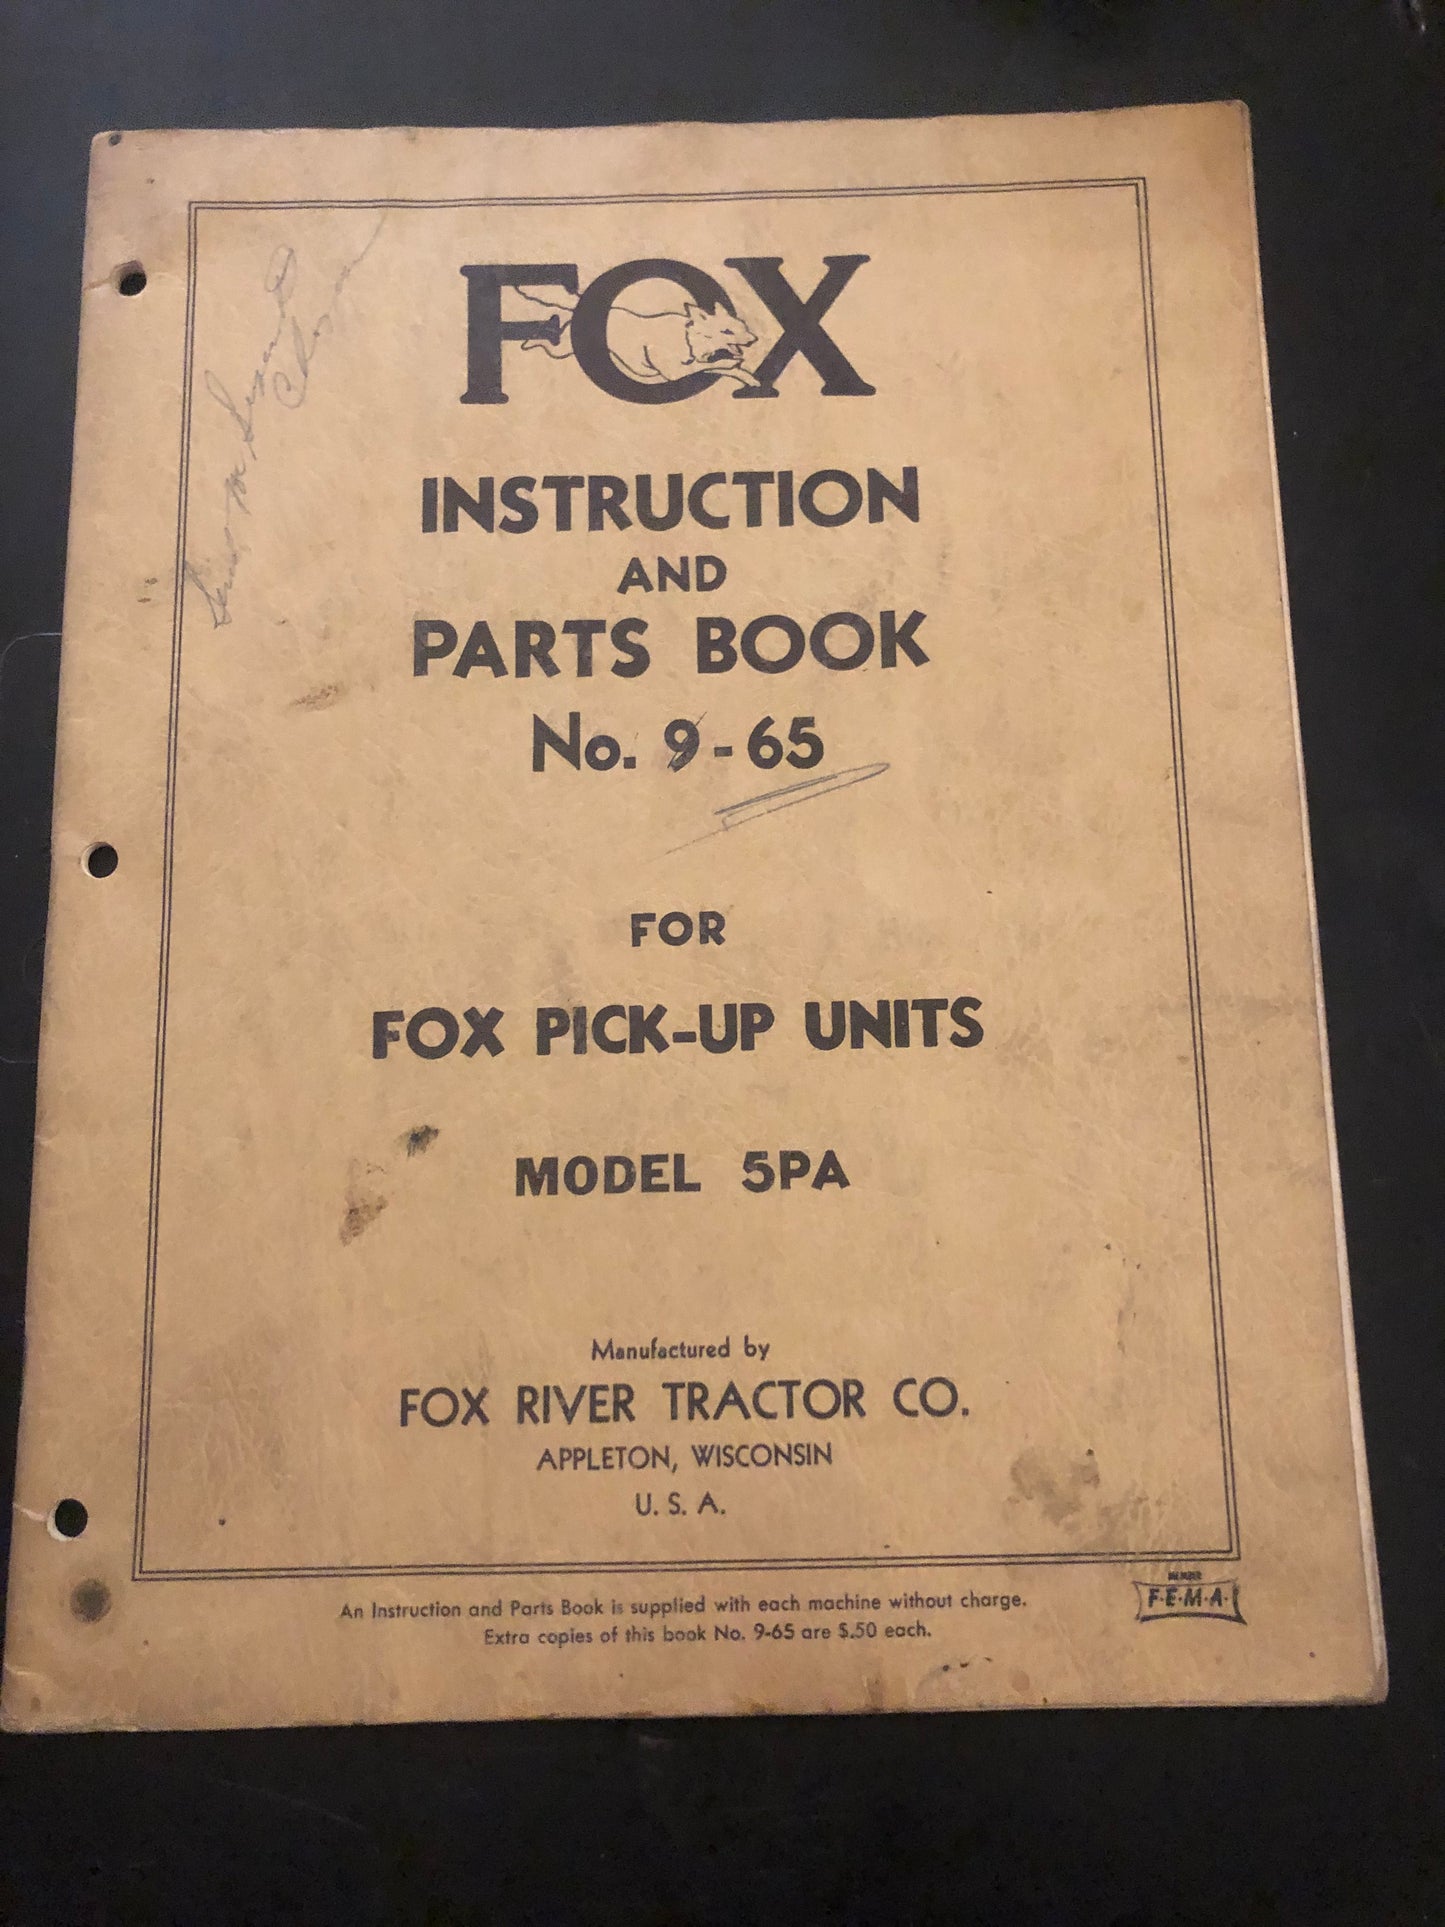 FOX
INSTRUCTION
AND
PARTS BOOK
No. 9-65
FOR
FOX PICK-UP UNITS
MODEL 5PA
Manufactured by
FOX RIVER TRACTOR CO.
APPLETON, WISCONSIN
U. S. A.
MEMBER
F·E·M·A·
An Instruction and Parts Book is supplied with each machine without charge.
Extra copies of this book No. 9-65 are $.50 each.